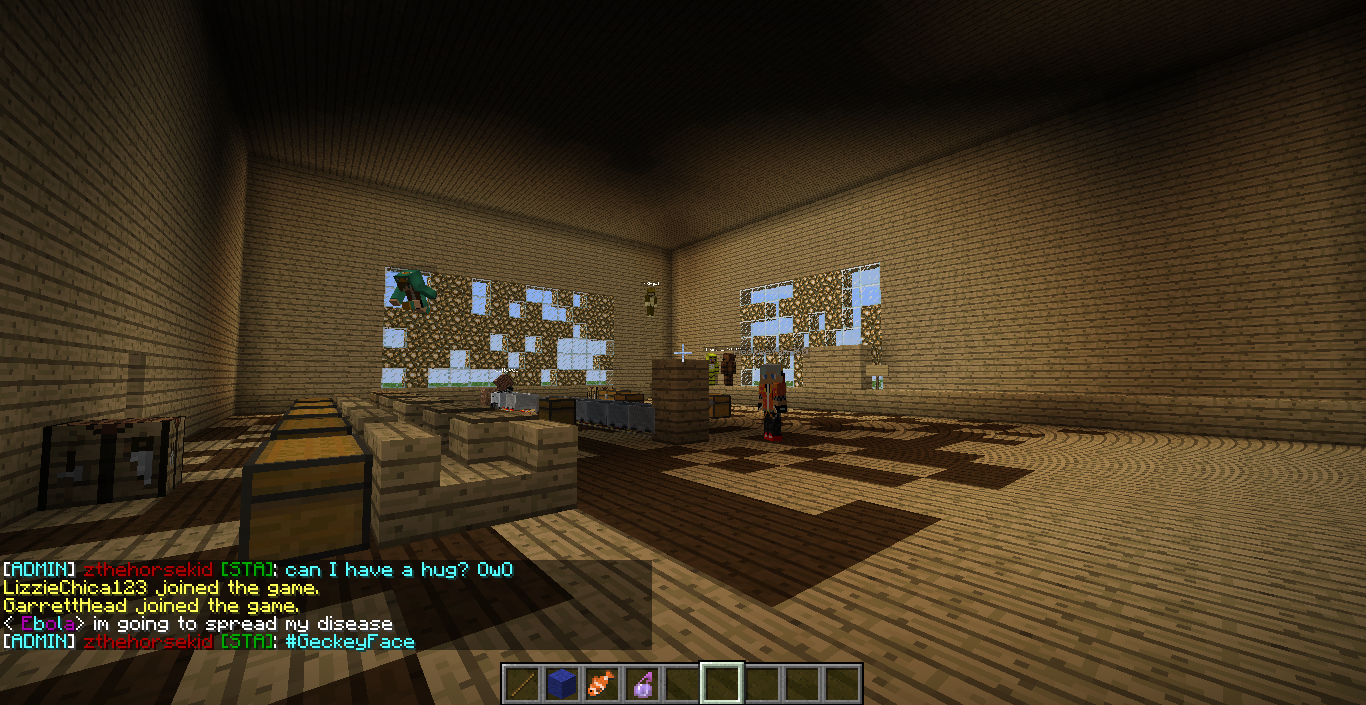 [ADMIN] zthehorsekid [STA]: can I have a hug? OwO
LizzieChica123 joined the game.
GarrettHead joined the game.
< Ebola> im going to spread my disease
[ADMIN] zthehorsekid [STA]: #GeckeyFace